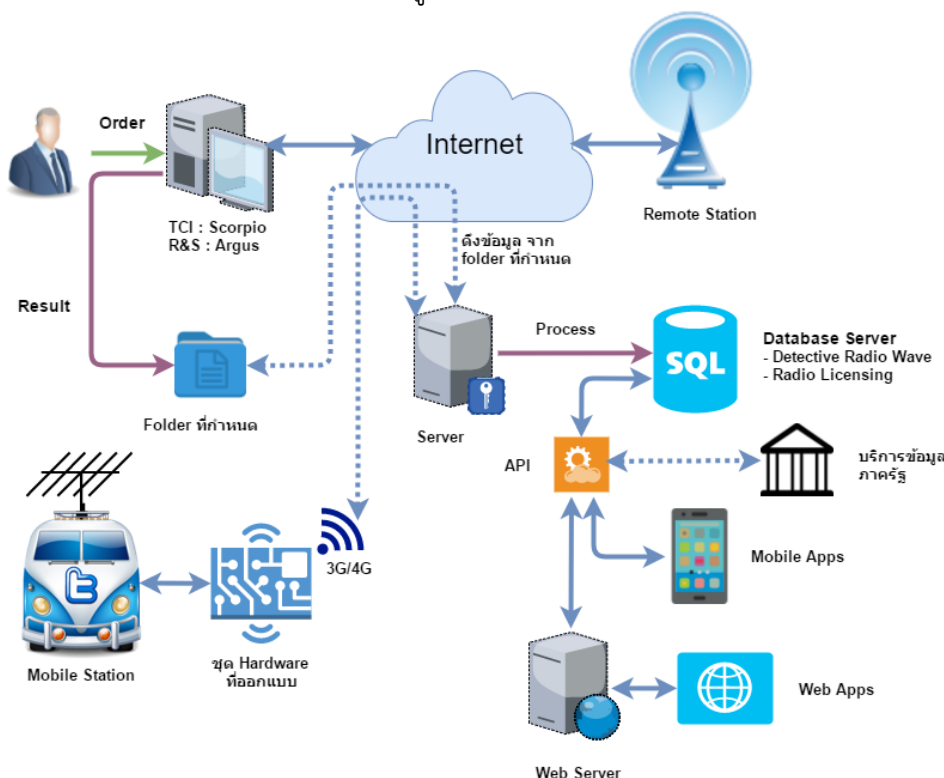 Order
Internet
TCI : Scorpio
R&S : Argus
Remote Station
ดึงข้อมูล จาก
folder ที่กำหนด
Result
Process
SQL
Database Server
- Detective Radio Wave
- Radio Licensing
Folder ที่กำหนด
Server
API
บริการข้อมูล
ภาครัฐ
3G/4G
Mobile Apps
Mobile Station
ชุด Hardware
ที่ออกแบบ
Web Apps
Web Server